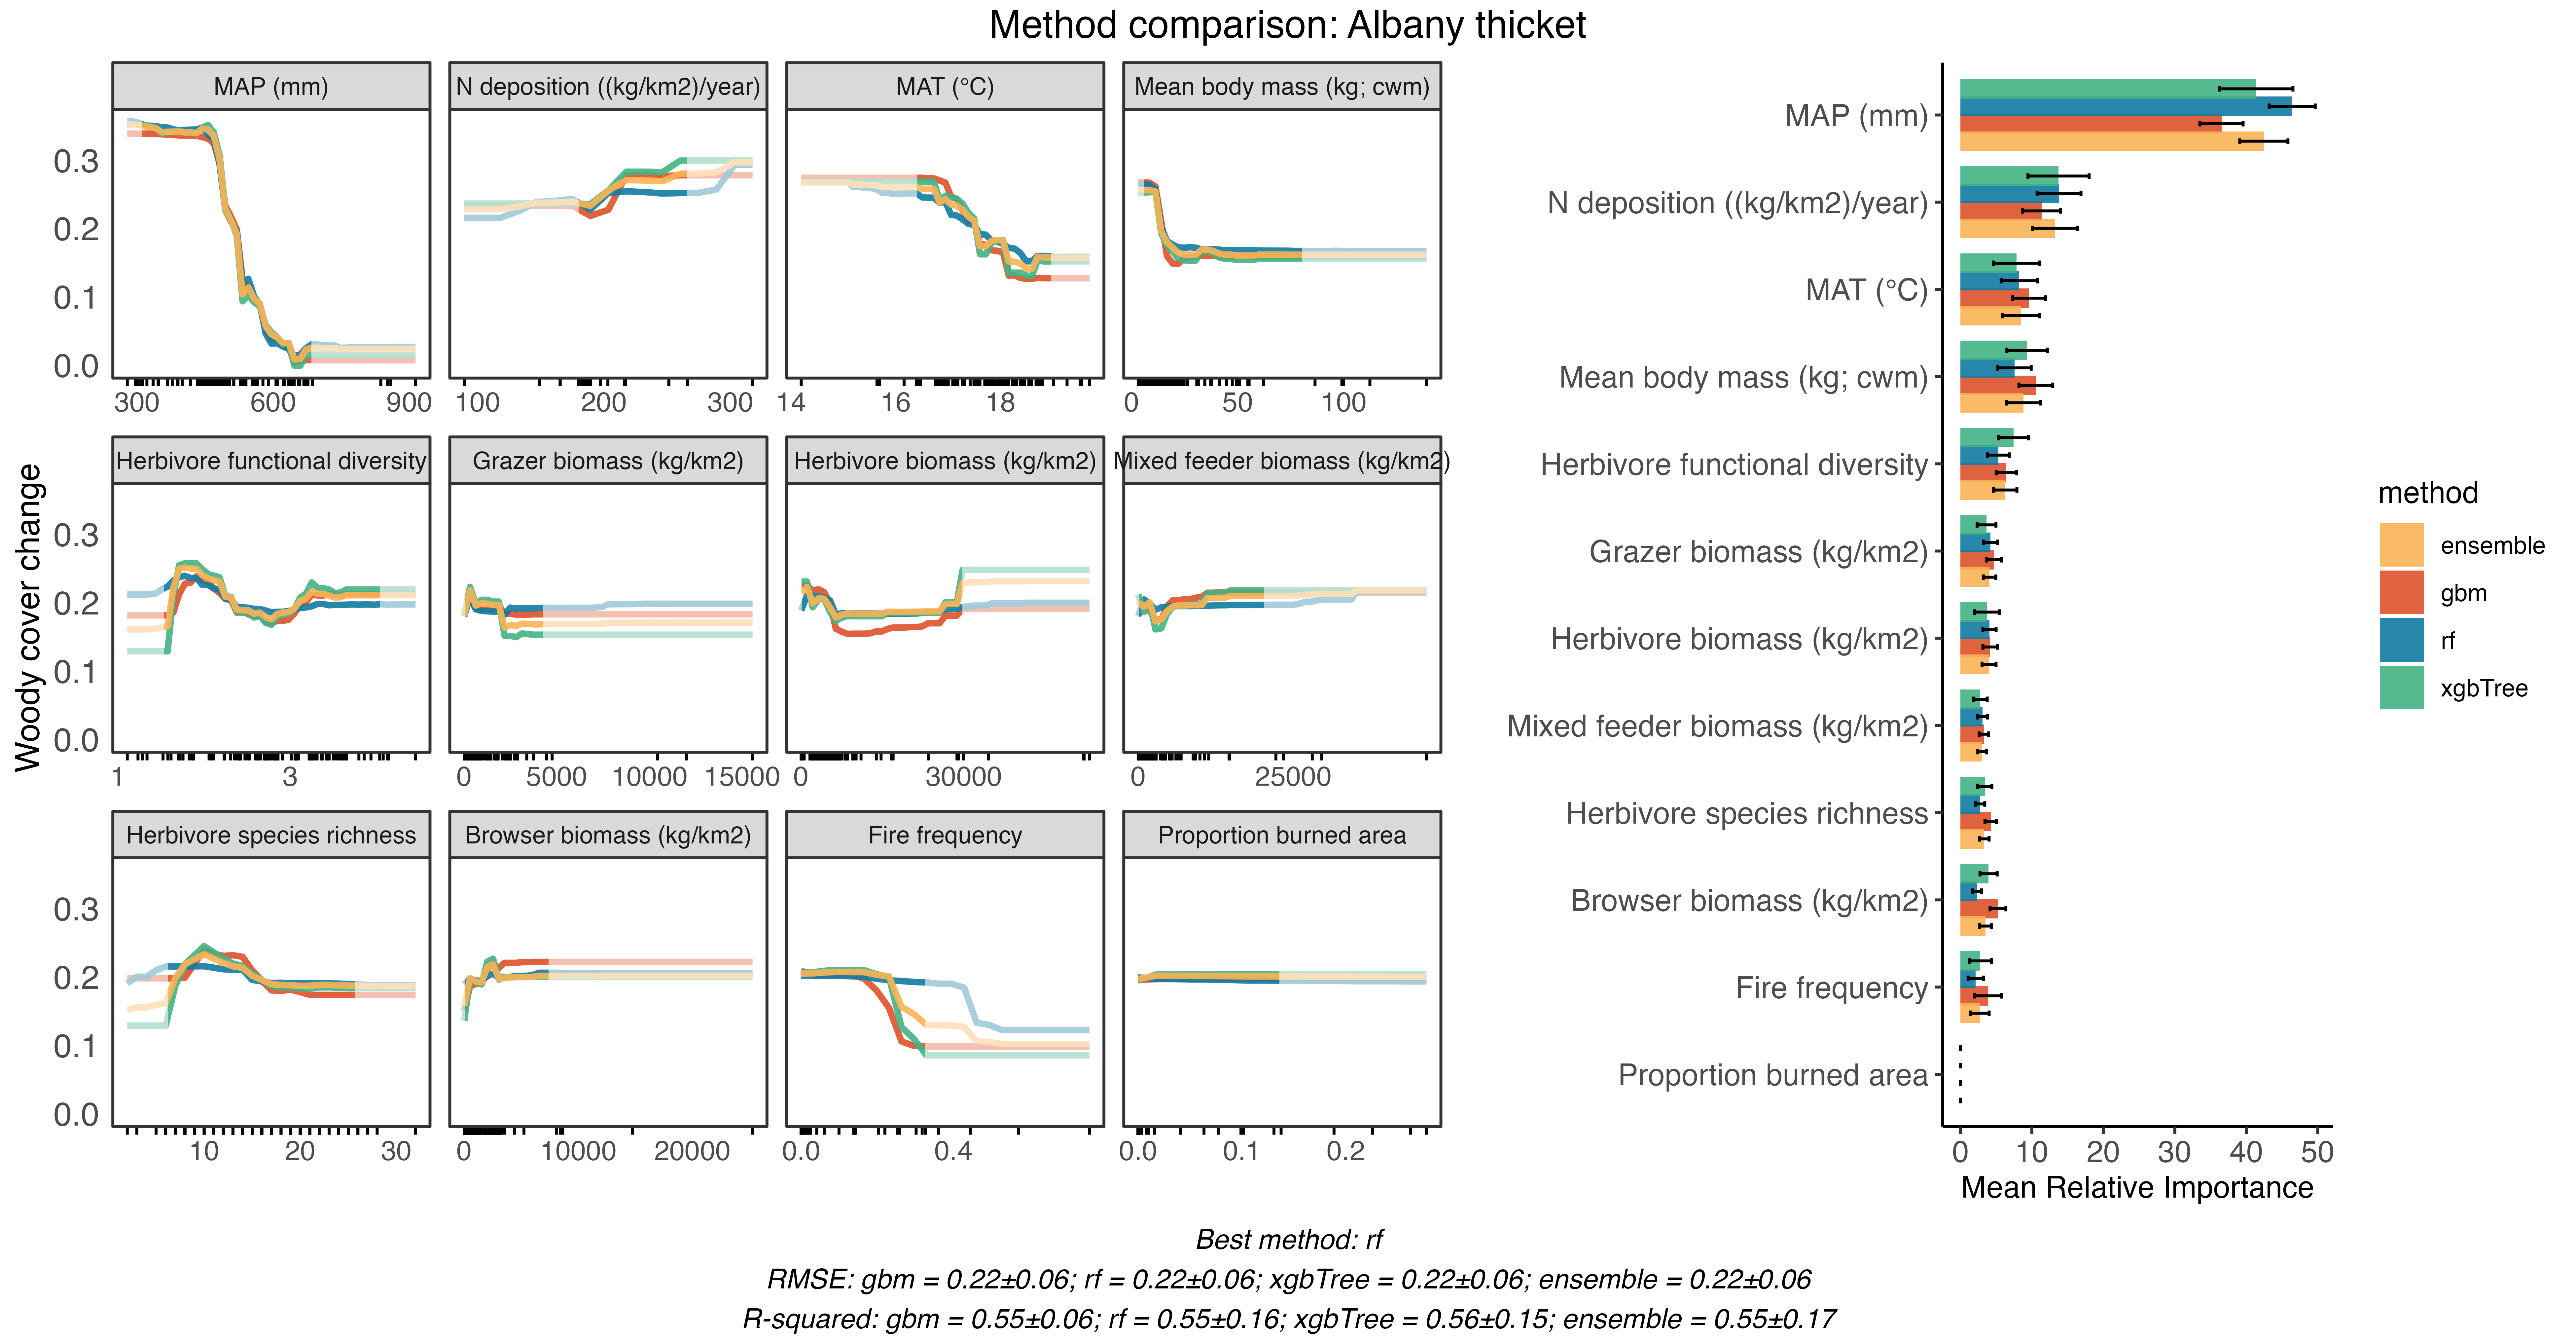 Method comparison: Albany thicket
MAP (mm)
N deposition ((kg/km2)/year)
MAT (°C)
Mean body mass (kg; cwm)
0.3
0.2
0.1
0.0
300 600 900
100 200 300
14 16 18
0 50 100
Herbivore functional diversity
Grazer biomass (kg/km2)
Herbivore biomass (kg/km2)
Mixed feeder biomass (kg/km2)
Woody cover change
0.3
0.2
0.1
0.0
1 3
0 5000 10000 15000
0 30000
0 25000
Herbivore species richness
Browser biomass (kg/km2)
Fire frequency
Proportion burned area
0.3
0.2
0.1
0.0
10 20 30
0 10000 20000
0.0 0.4
0.0 0.1 0.2
MAP (mm)
N deposition ((kg/km2)/year)
MAT (°C)
Mean body mass (kg; cwm)
Herbivore functional diversity
Grazer biomass (kg/km2)
Herbivore biomass (kg/km2)
Mixed feeder biomass (kg/km2)
Herbivore species richness
Browser biomass (kg/km2)
Fire frequency
Proportion burned area
0 10 20 30 40 50
Mean Relative Importance
method
ensemble
gbm
rf
xgbTree
Best method: rf
RMSE: gbm = 0.22±0.06; rf = 0.22±0.06; xgbTree = 0.22±0.06; ensemble = 0.22±0.06
R-squared: gbm = 0.55±0.06; rf = 0.55±0.16; xgbTree = 0.56±0.15; ensemble = 0.55±0.17